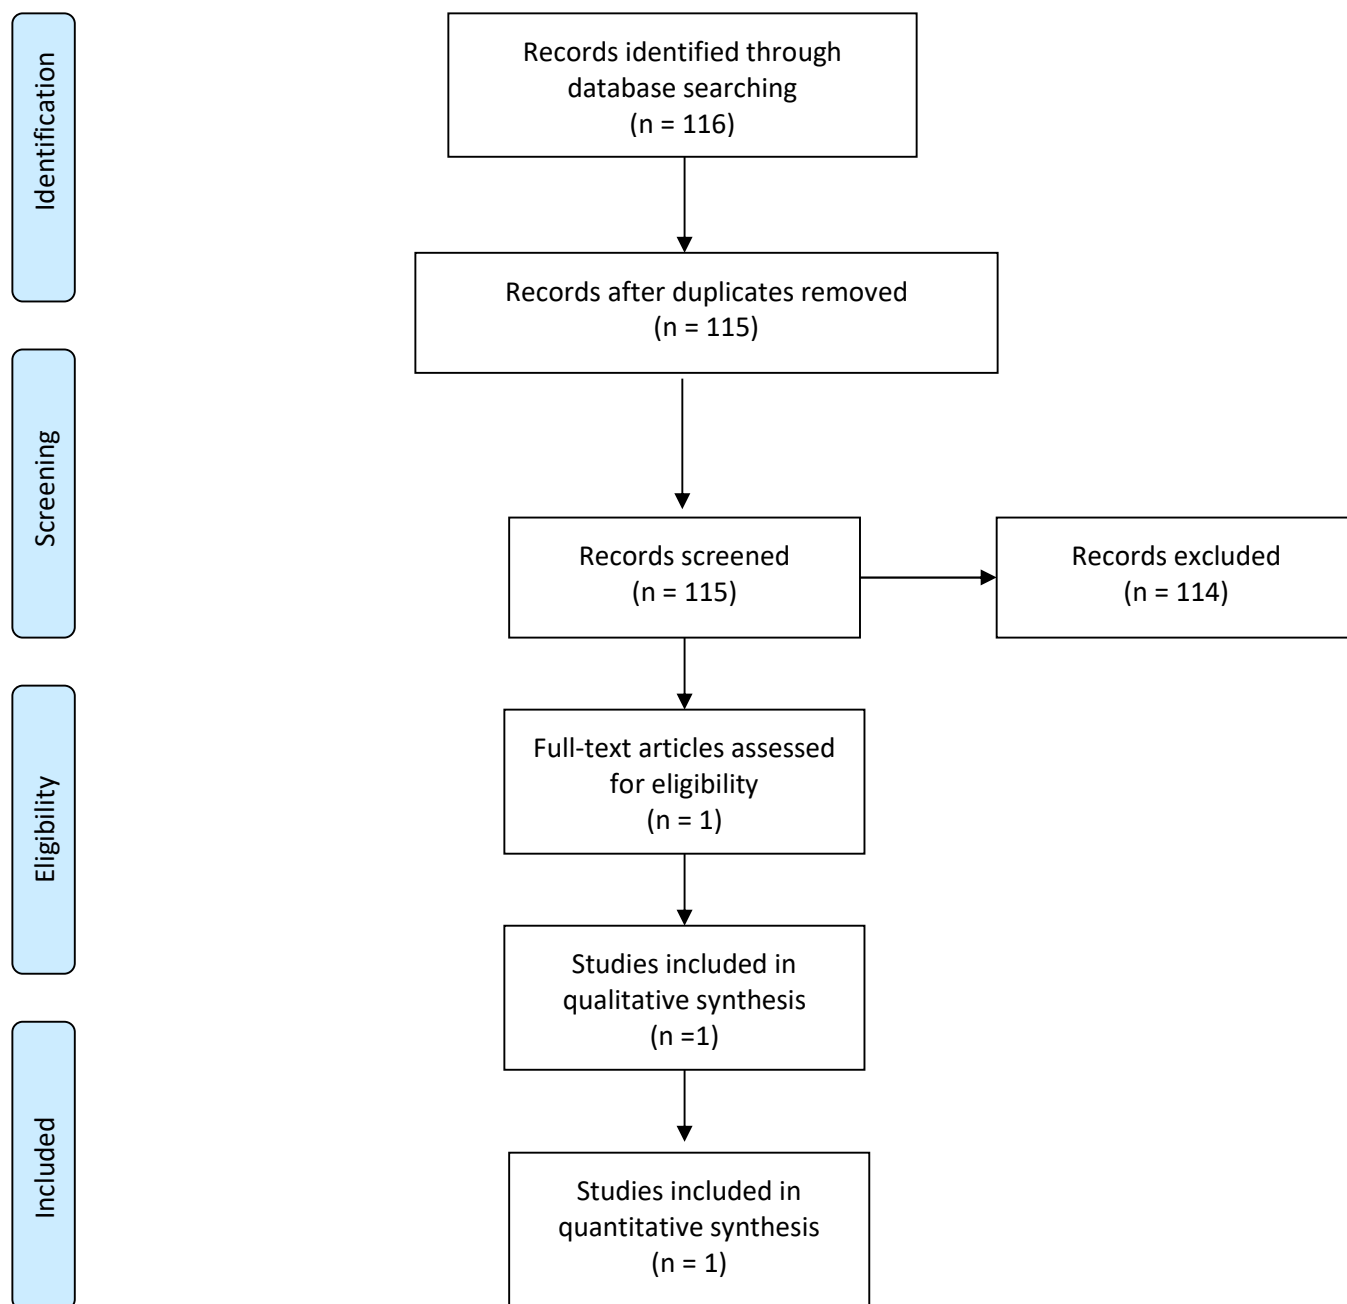 Identification
Records identified through
database searching
(n = 116)
Records after duplicates removed
(n = 115)
Screening
Records screened
(n = 115)
Records excluded
(n = 114)
Eligibility
Full-text articles assessed
for eligibility
(n = 1)
Studies included in
qualitative synthesis
(n =1)
Included
Studies included in
quantitative synthesis
(n = 1)